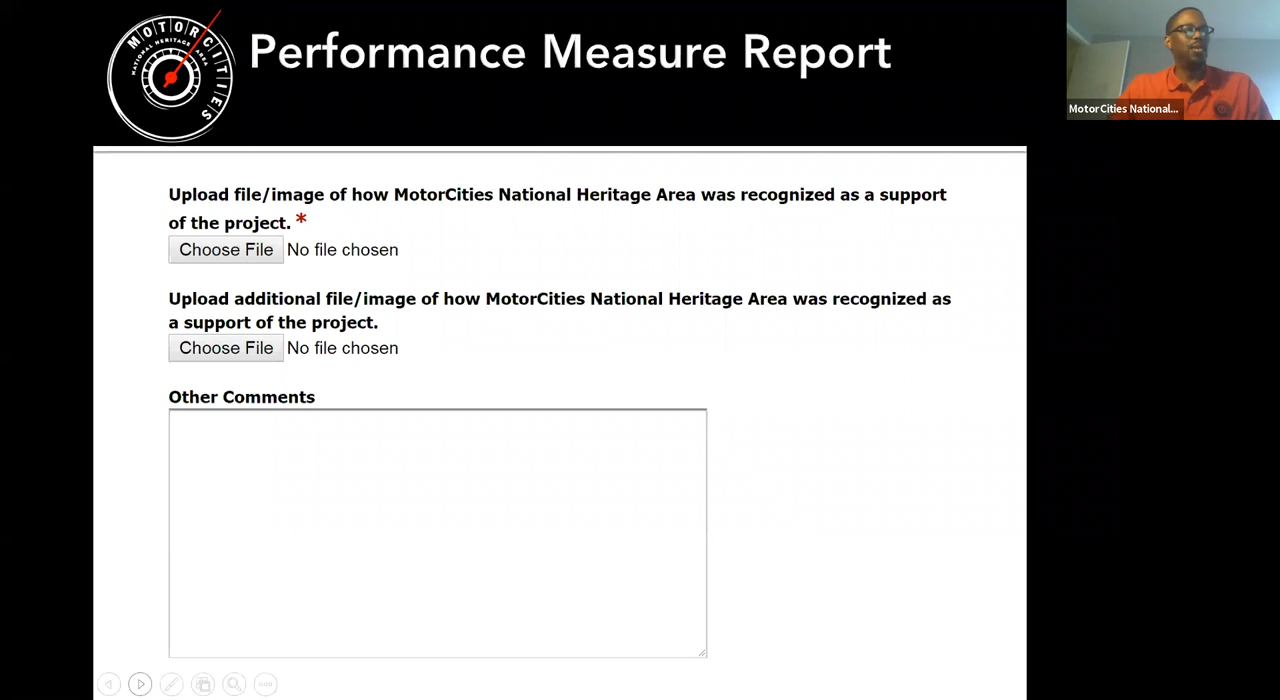 MOTORCITIES
NATIONAL HERITAGE AREA
Performance Measure Report
MotorCities National...
Upload file/image of how MotorCities National Heritage Area was recognized as a support
of the project. *
Choose File No file chosen
Upload additional file/image of how MotorCities National Heritage Area was recognized as
a support of the project.
Choose File No file chosen
Other Comments